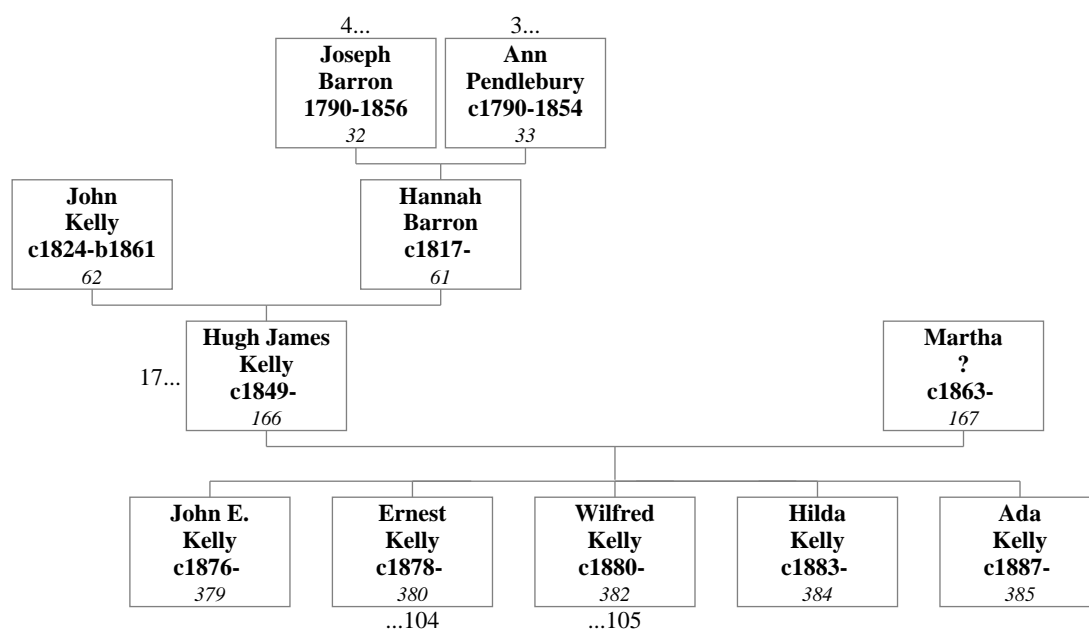 4...
3...
Joseph
Barron
1790-1856
32
Ann
Pendlebury
c1790-1854
33
John
Kelly
c1824-b1861
62
Hannah
Barron
c1817-
61
17...
Hugh James
Kelly
c1849-
166
Martha
?
c1863-
167
John E.
Kelly
c1876-
379
Ernest
Kelly
c1878-
380
...104
Wilfred
Kelly
c1880-
382
...105
Hilda
Kelly
c1883-
384
Ada
Kelly
c1887-
385